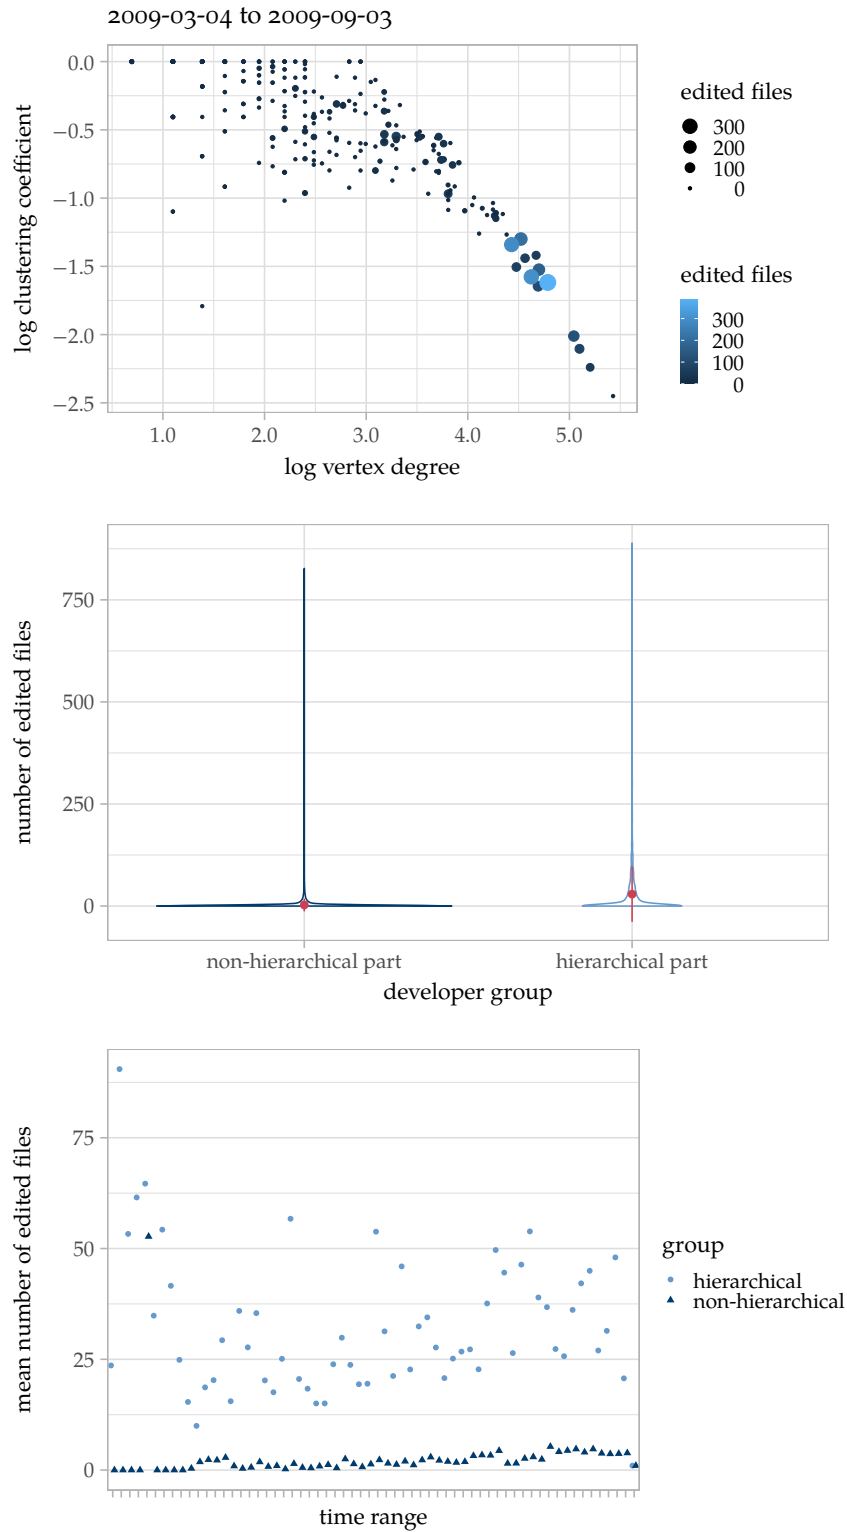 2009-03-04 to 2009-09-03
0.0
−0.5
−1.0
−1.5
−2.0
−2.5
log clustering coefficient
1.0 2.0 3.0 4.0 5.0
log vertex degree
edited files
300
200
100
0
edited files
300
200
100
0
750
500
250
0
number of edited files
non-hierarchical part hierarchical part
developer group
75
50
25
0
mean number of edited files
time range
group
hierarchical
non-hierarchical